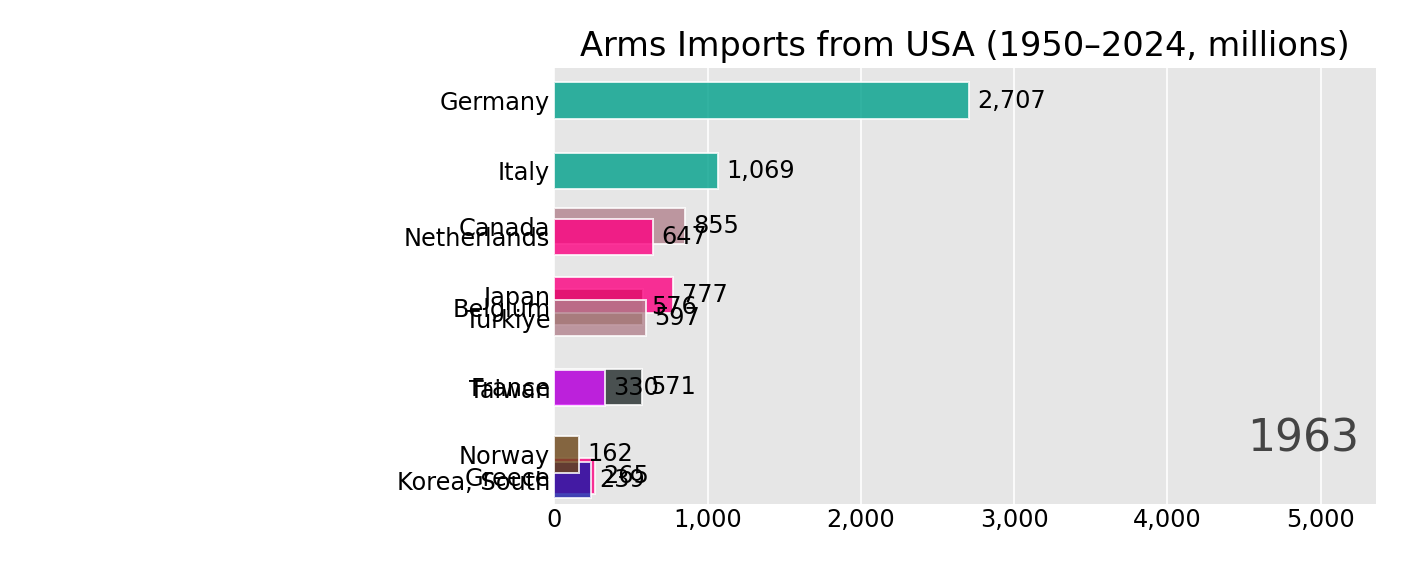 Arms Imports from USA (1950–2024, millions)
Germany 2,707
Italy 1,069
Canada 855
Netherlands 647
Japan 777
Belgium 576
Türkiye 597
France 571
Taiwan 330
Norway 162
Greece 265
Korea, South 239
1963
0 1,000 2,000 3,000 4,000 5,000